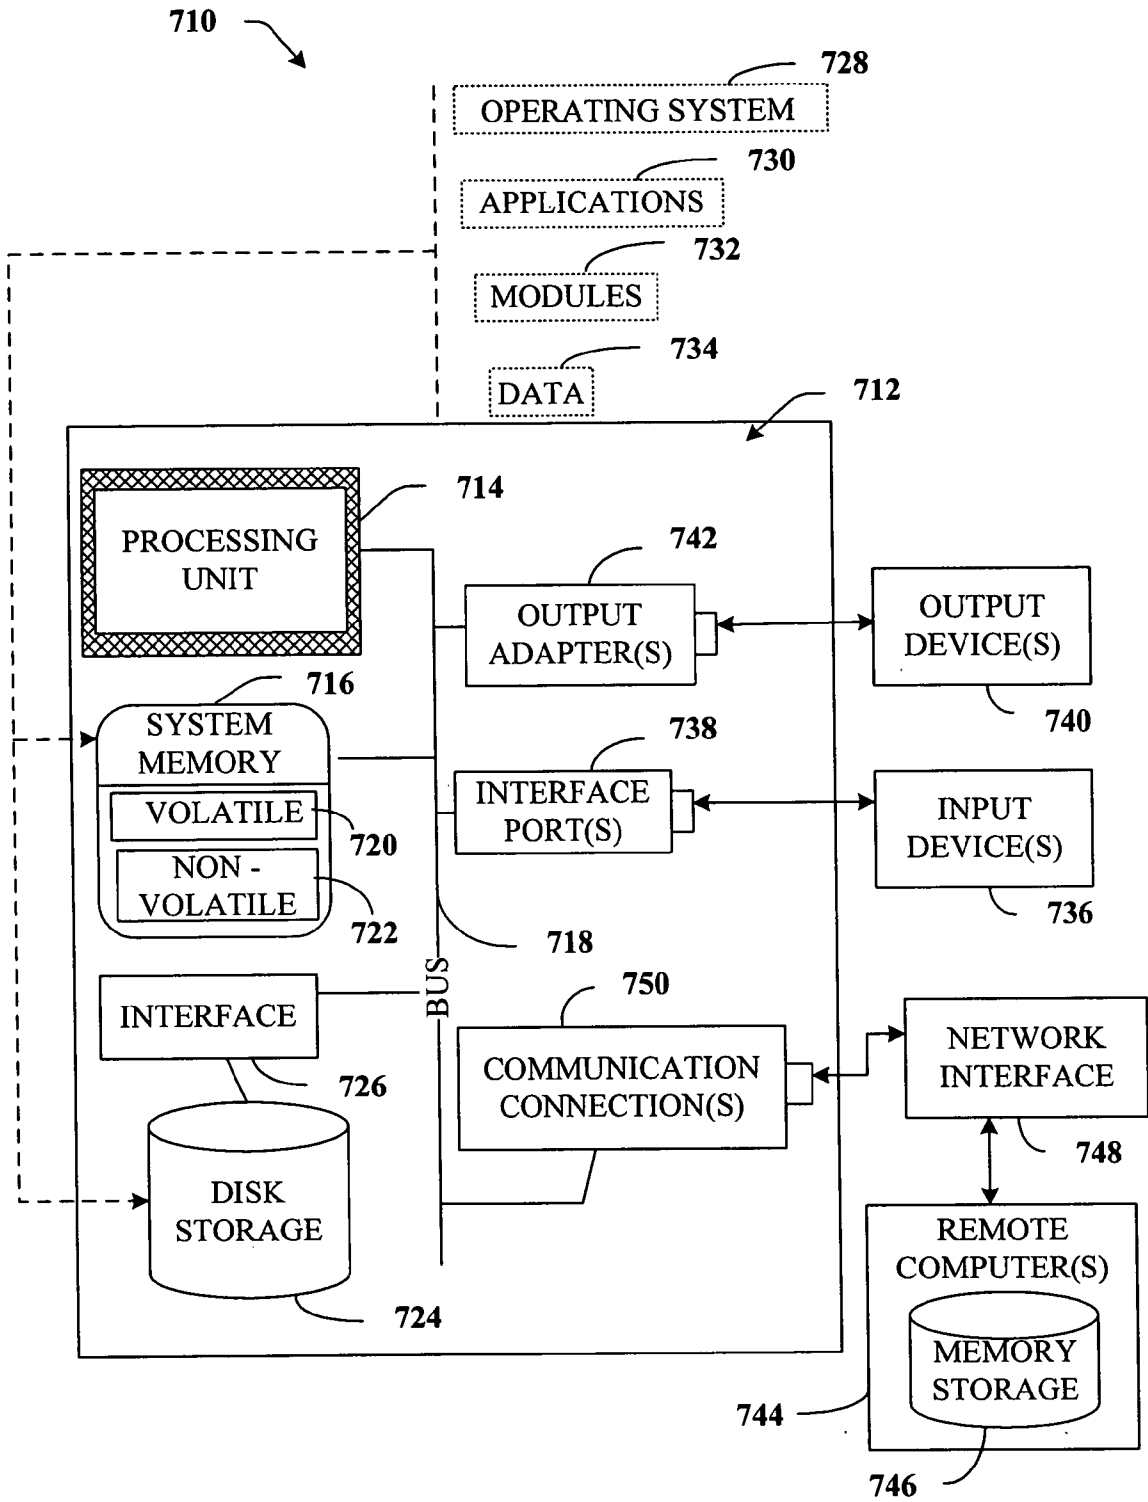 710
728
OPERATING SYSTEM
730
APPLICATIONS
732
MODULES
734
DATA
712
714
PROCESSING
UNIT
742
OUTPUT
ADAPTER(S)
OUTPUT
DEVICE(S)
740
716
SYSTEM
MEMORY
VOLATILE
720
NON -
VOLATILE
722
738
INTERFACE
PORT(S)
INPUT
DEVICE(S)
736
718
BUS
INTERFACE
726
750
COMMUNICATION
CONNECTION(S)
NETWORK
INTERFACE
748
DISK
STORAGE
724
REMOTE
COMPUTER(S)
MEMORY
STORAGE
744
746